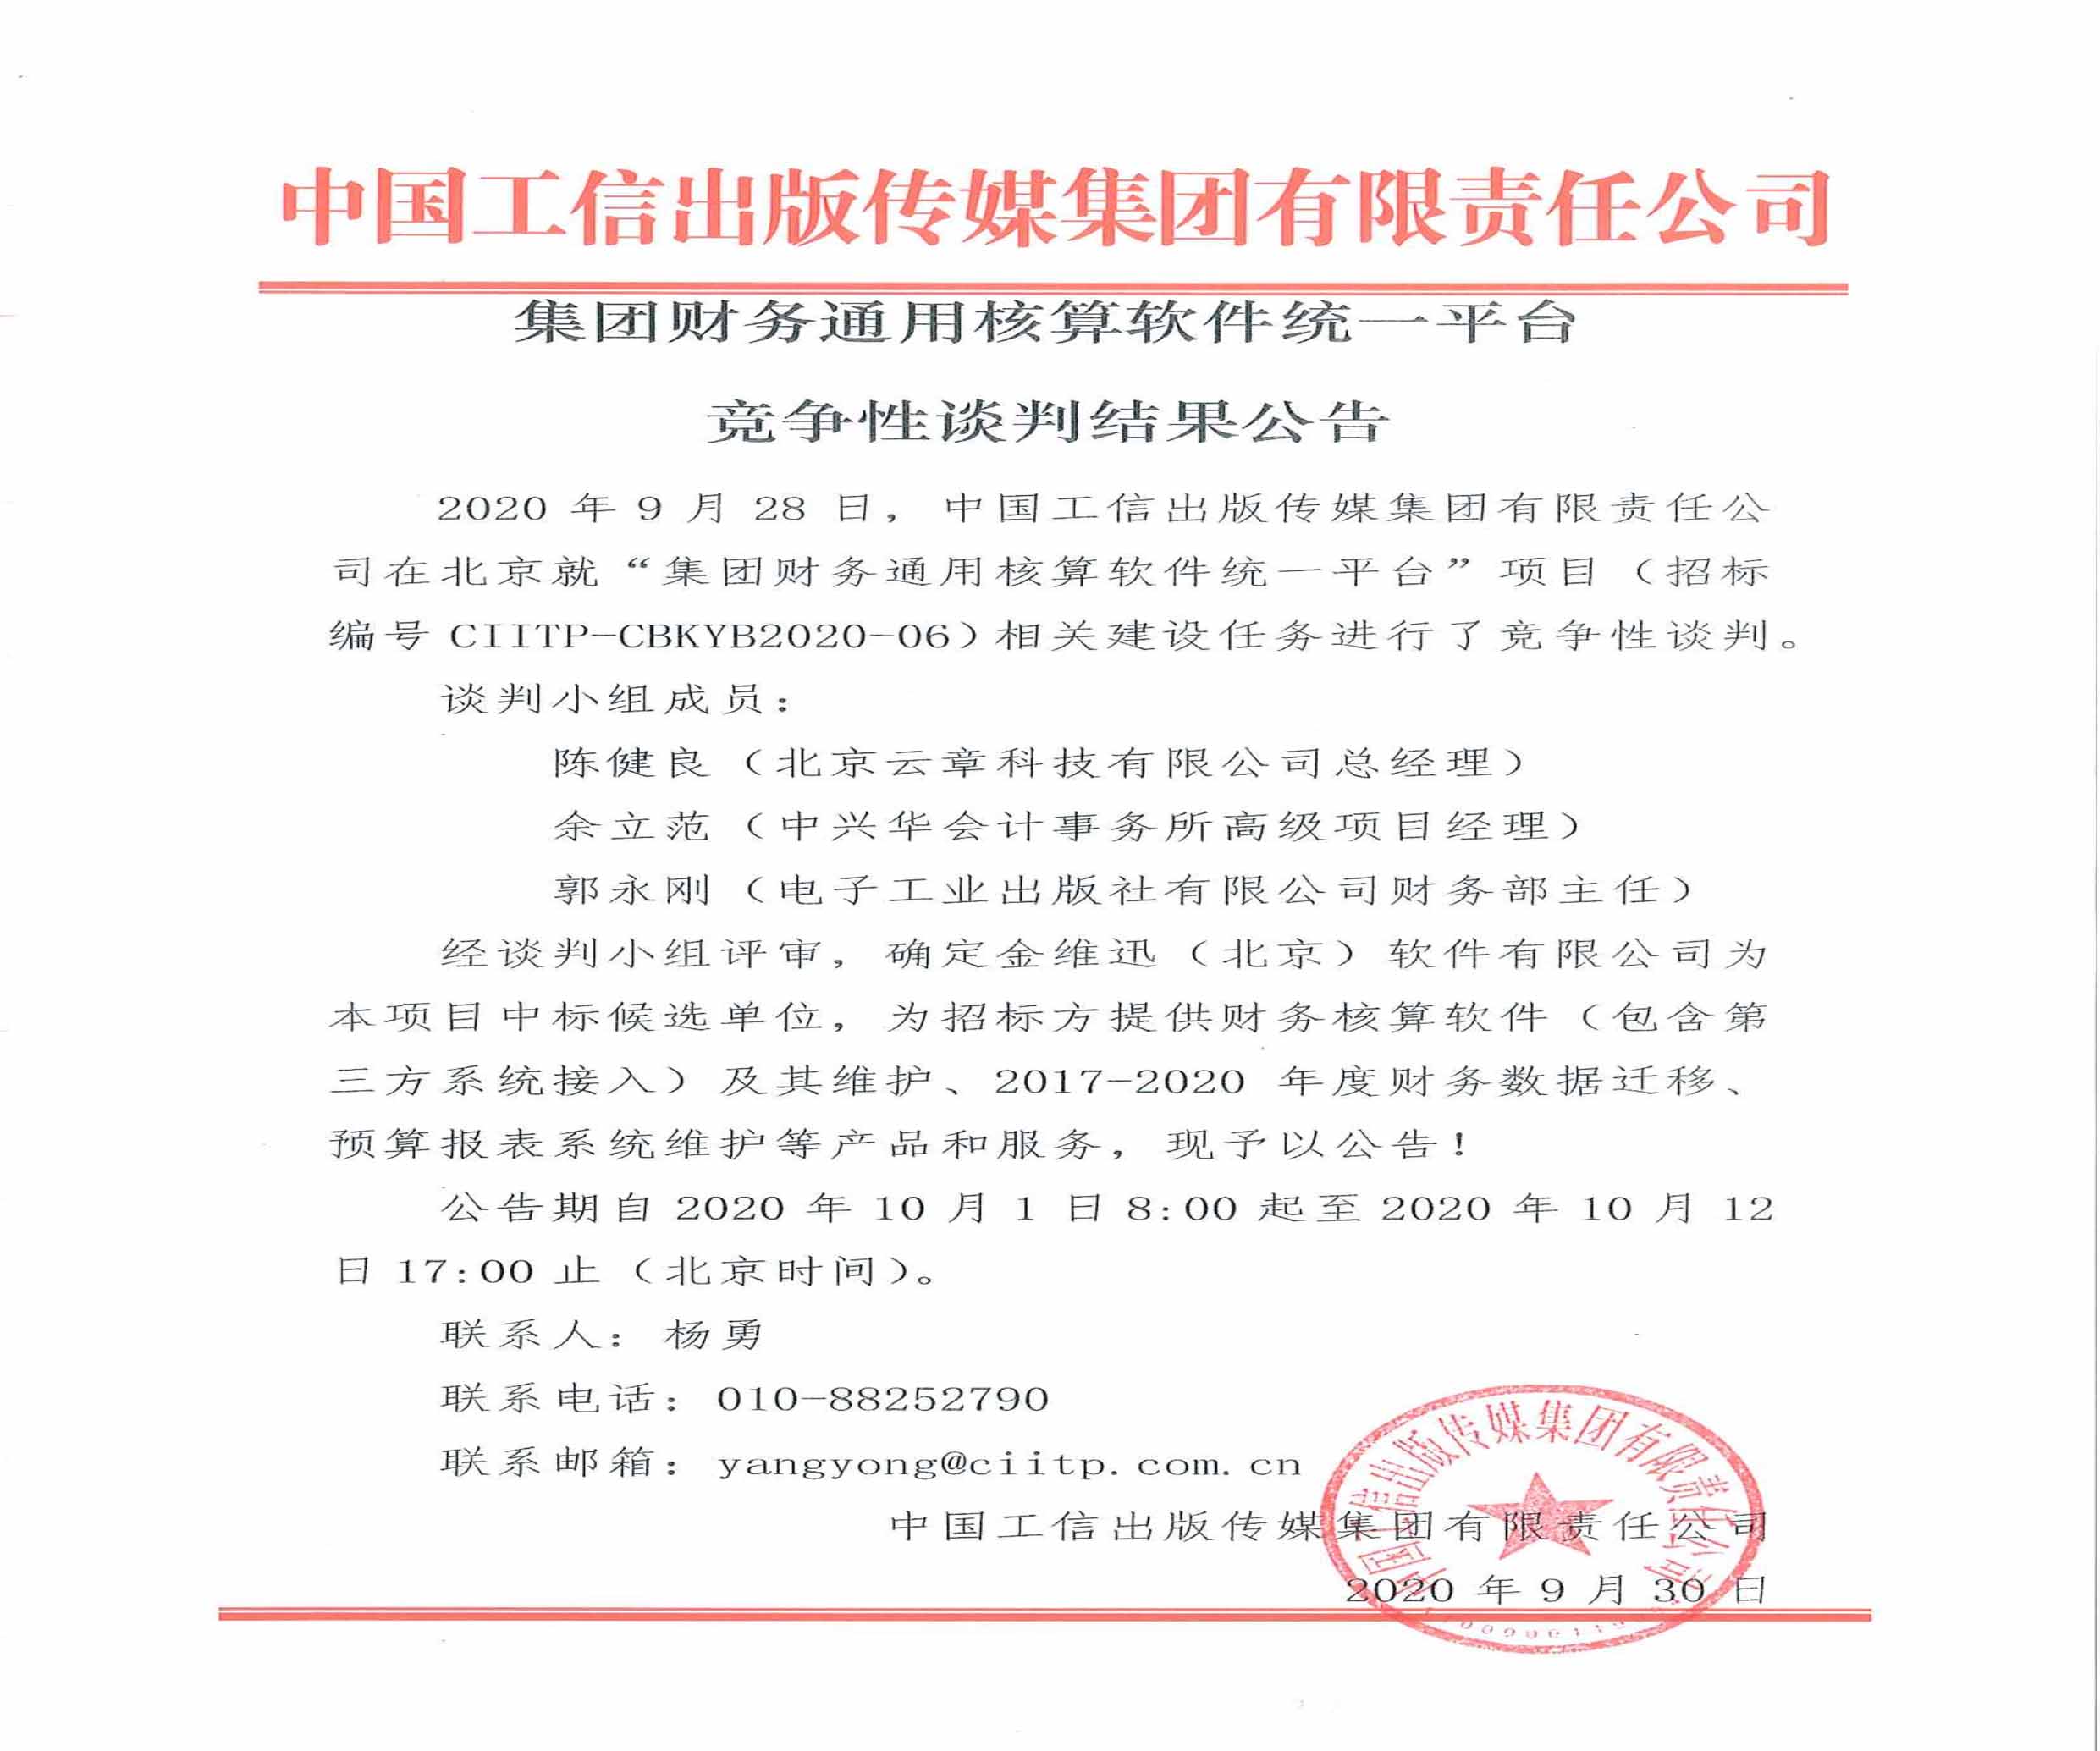 中国工信出版传媒集团有限责任公司
集团财务通用核算软件统一平台
竞争性谈判结果公告
2020 年 9 月 28 日，中国工信出版传媒集团有限责任公
司在北京就“集团财务通用核算软件统一平台”项目（招标
编号 CIITP-CBKYB2020-06）相关建设任务进行了竞争性谈判。
谈判小组成员：
陈健良（北京云章科技有限公司总经理）
余立范（中兴华会计事务所高级项目经理）
郭永刚（电子工业出版社有限公司财务部主任）
经谈判小组评审，确定金维迅（北京）软件有限公司为
本项目中标候选单位，为招标方提供财务核算软件（包含第
三方系统接入）及其维护、2017-2020 年度财务数据迁移、
预算报表系统维护等产品和服务，现予以公告！
公告期自 2020 年 10 月 1 日 8:00 起至 2020 年 10 月 12
日 17:00 止（北京时间）。
联系人：杨勇
联系电话：010-88252790
联系邮箱：yangyong@ciitp.com.cn
中国工信出版传媒集团有限责任公司
2020 年 9 月 30 日
中国工信出版传媒集团有限责任公司